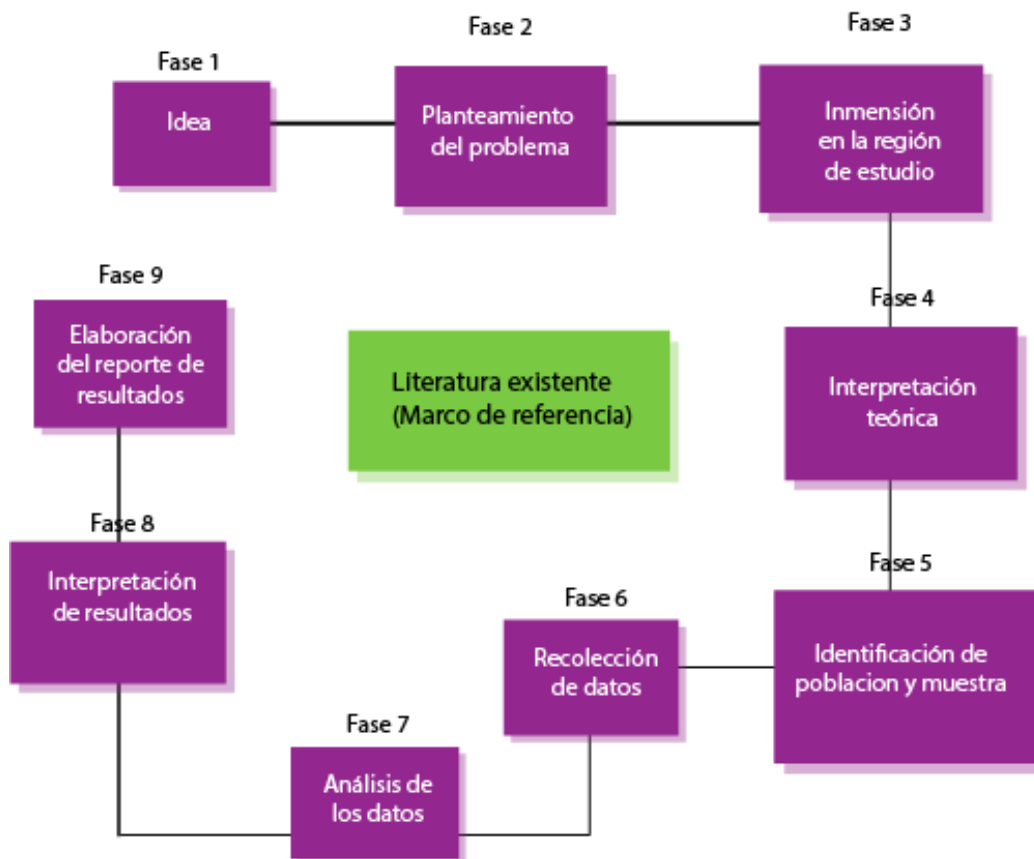 Fase 1
Idea
Fase 2
Planteamiento
del problema
Fase 3
Inmensión
en la región
de estudio
Fase 4
Interpretación
teórica
Fase 5
Identificación de
poblacion y muestra
Fase 6
Recolección
de datos
Fase 7
Análisis de
los datos
Fase 8
Interpretación
de resultados
Fase 9
Elaboración
del reporte de
resultados
Literatura existente
(Marco de referencia)